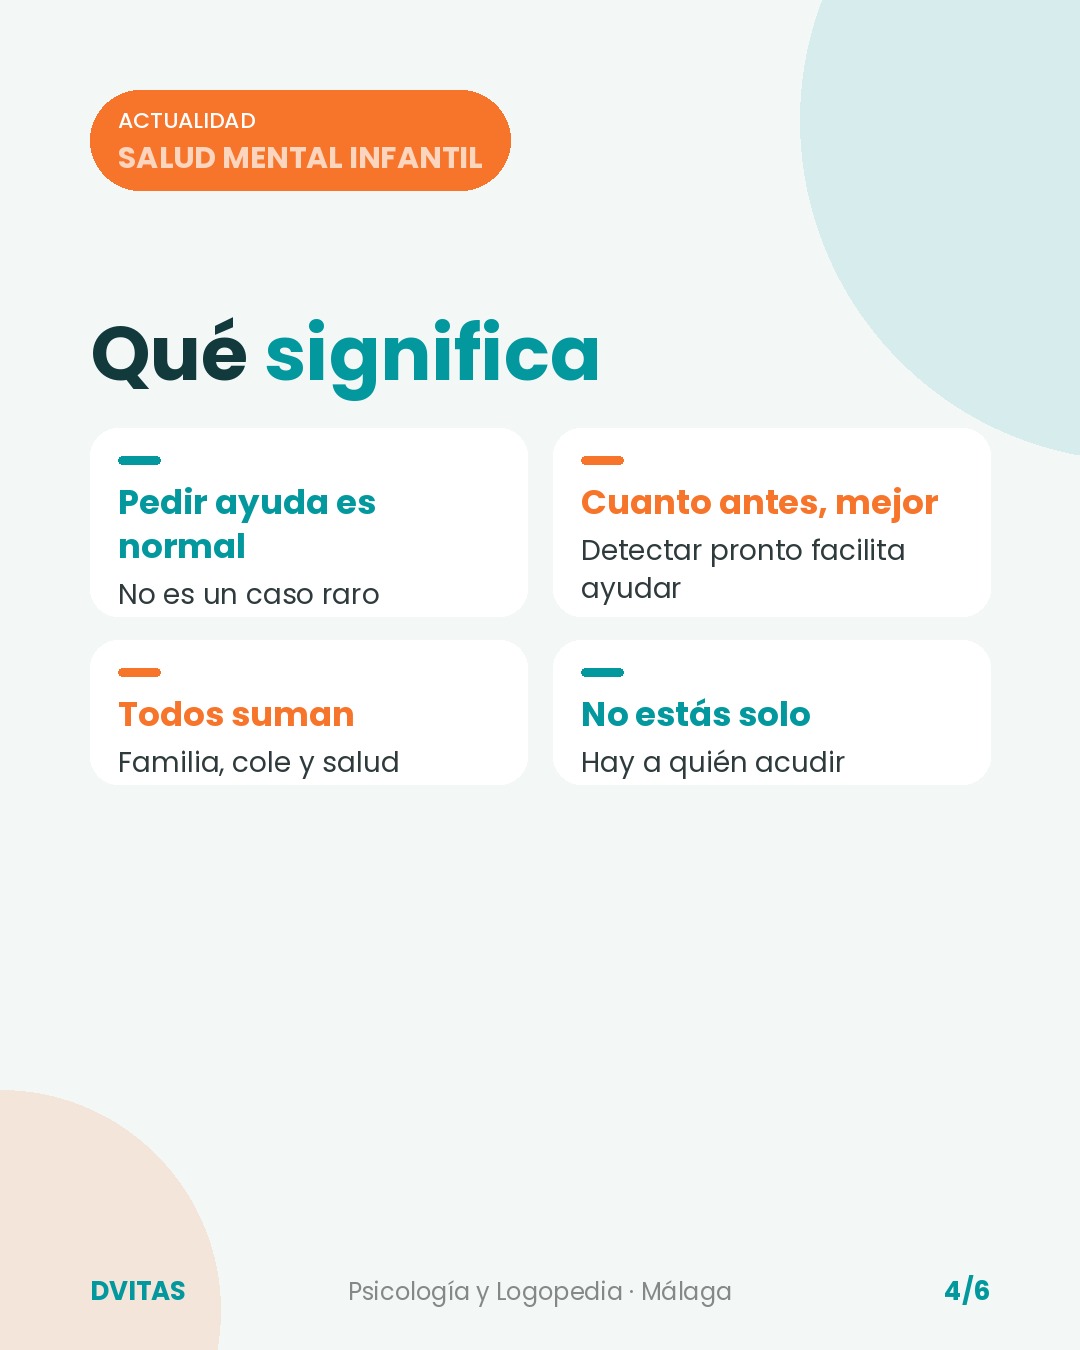 ACTUALIDAD
SALUD MENTAL INFANTIL
Qué significa
Pedir ayuda es
normal
No es un caso raro
Cuanto antes, mejor
Detectar pronto facilita
ayudar
Todos suman
Familia, cole y salud
No estás solo
Hay a quién acudir
DVITAS
Psicología y Logopedia · Málaga
4/6